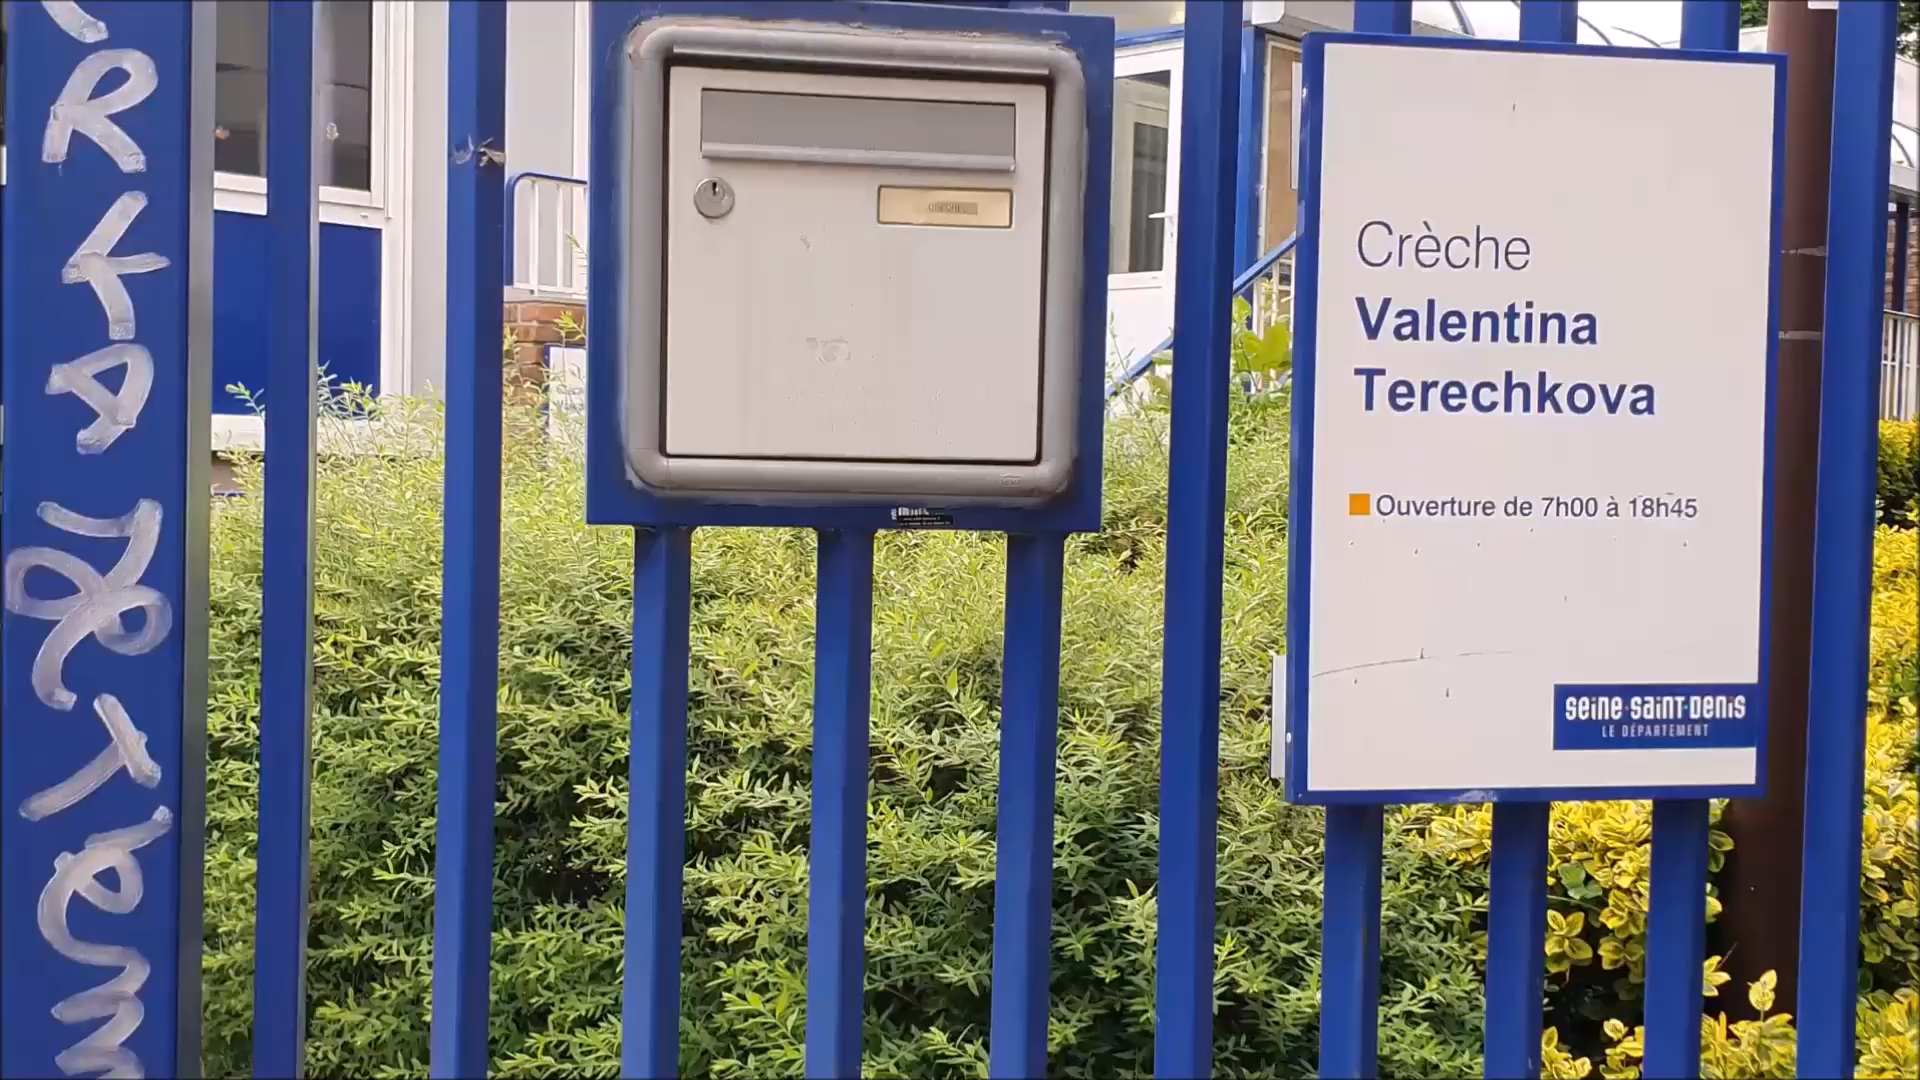 Crèche
Valentina
Terechkova
Ouverture de 7h00 à 18h45
seine-saint-denis
LE DÉPARTEMENT